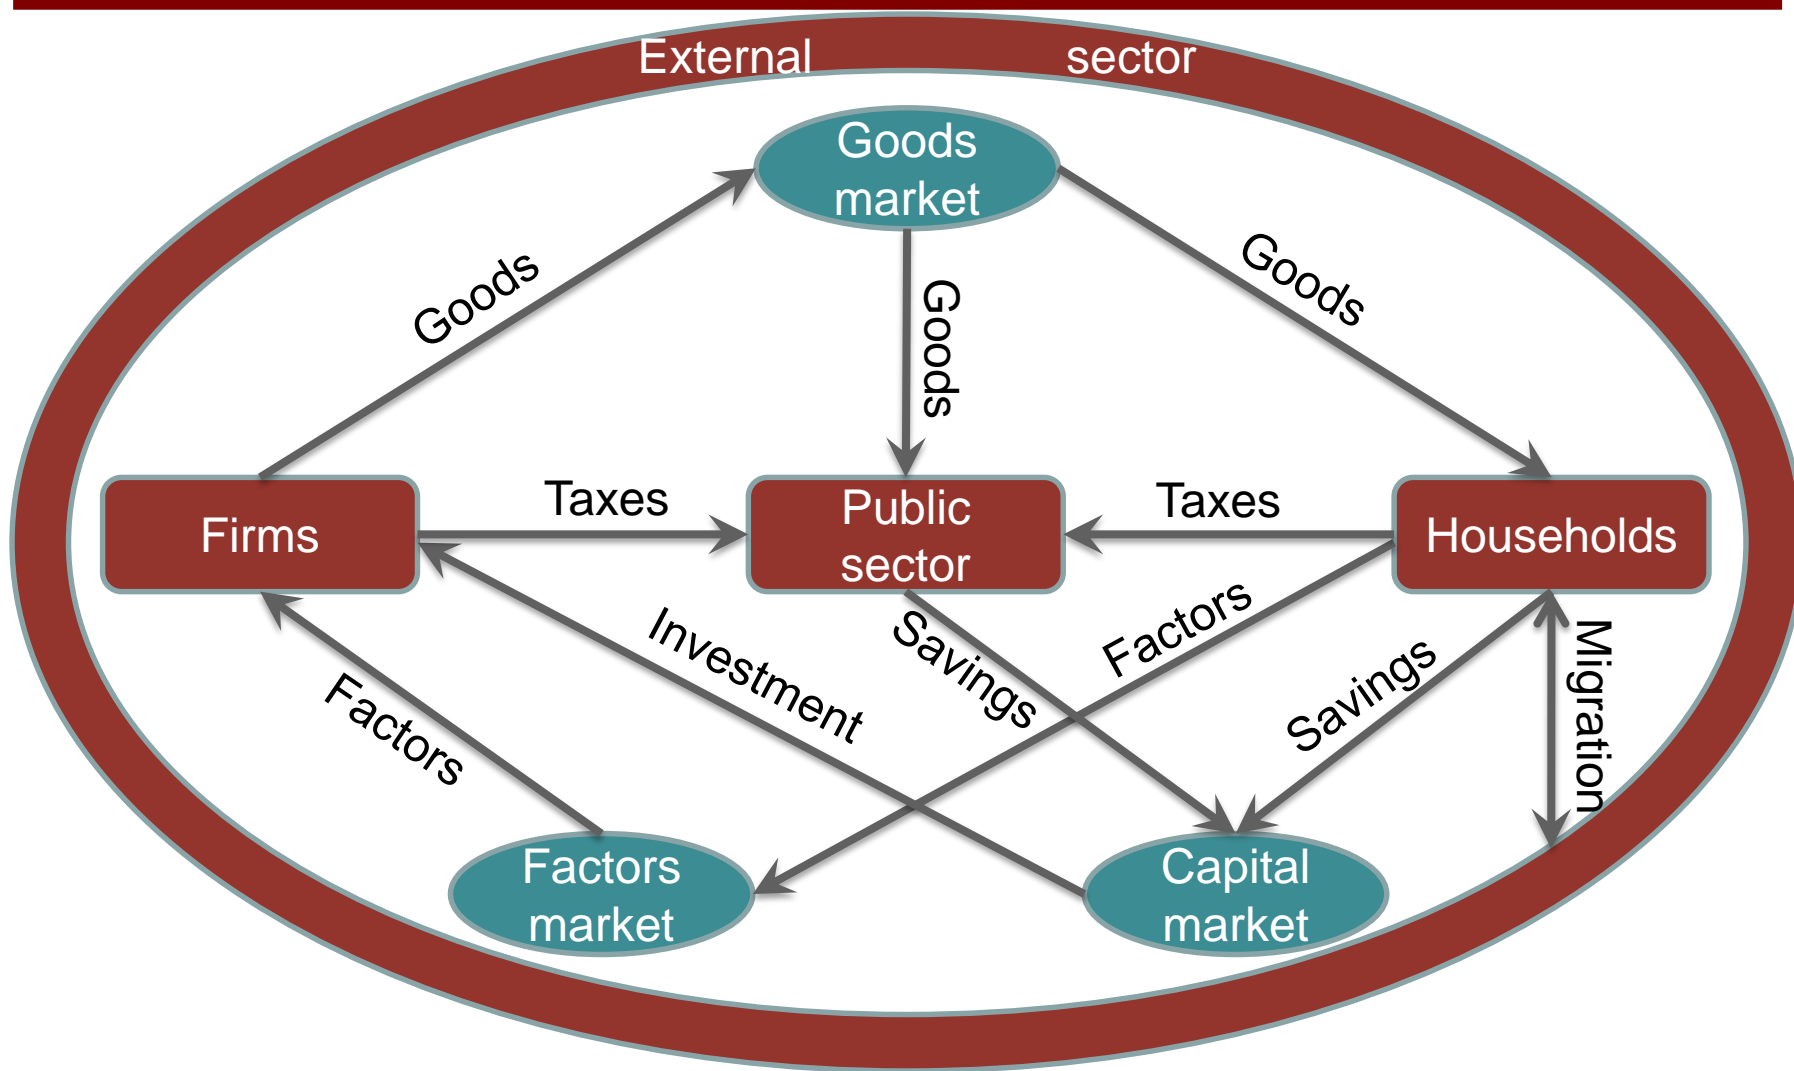 External sector
Goods
market
Goods
Goods
Goods
Taxes
Taxes
Firms
Public
sector
Households
Factors
Investment
Savings
Factors
Savings
Migration
Factors
market
Capital
market